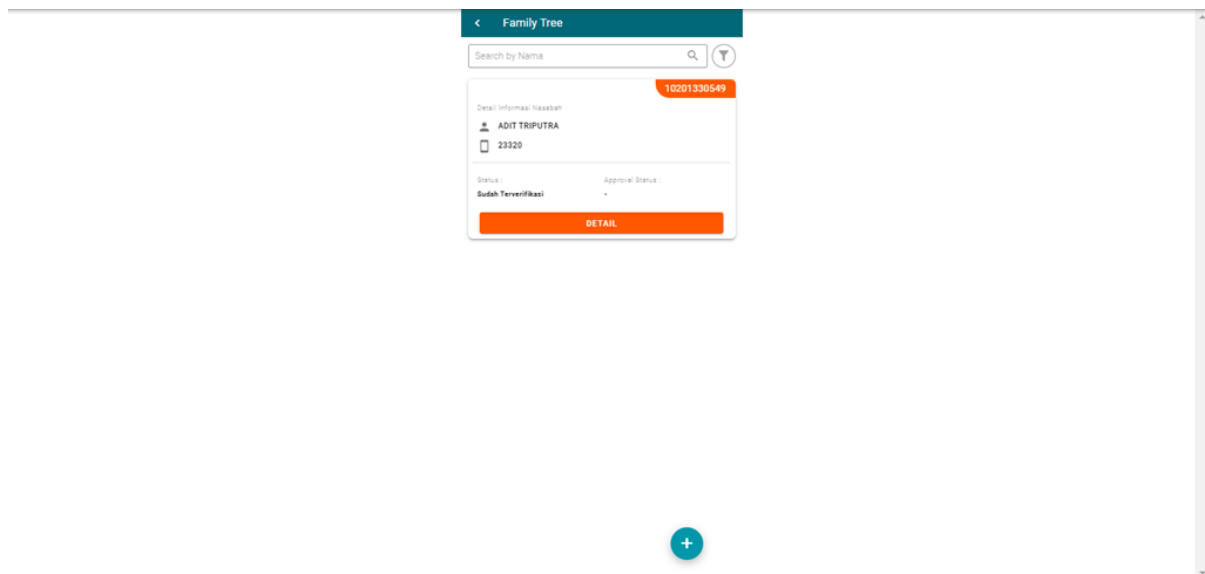 Family Tree
Search by Nama
10201330549
Detail Informasi Nasabah
ADIT TRIPUTRA
23320
Status : Approval Status :
Sudah Terverifikasi -
DETAIL
+